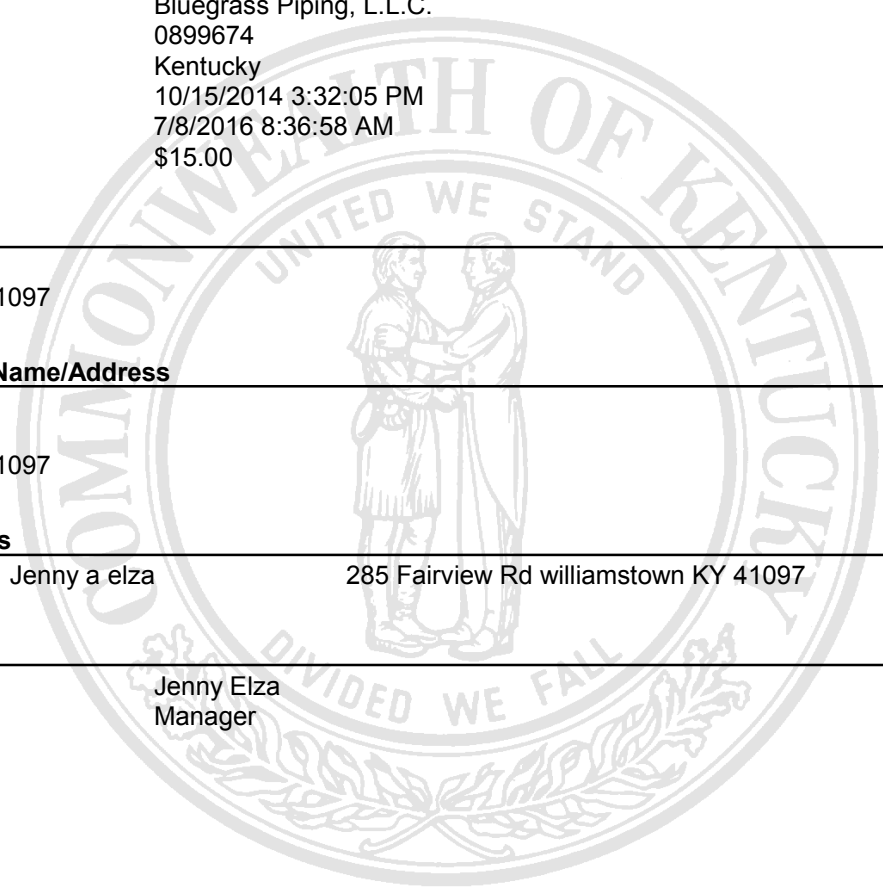 Bluegrass Piping, L.L.C.
0899674
Kentucky
10/15/2014 3:32:05 PM
7/8/2016 8:36:58 AM
$15.00
COMMONWEALTH OF KENTUCKY
UNITED WE STAND
1097
Name/Address
1097
s
Jenny a elza 285 Fairview Rd williamstown KY 41097
DIVIDED WE FALL
Jenny Elza
Manager